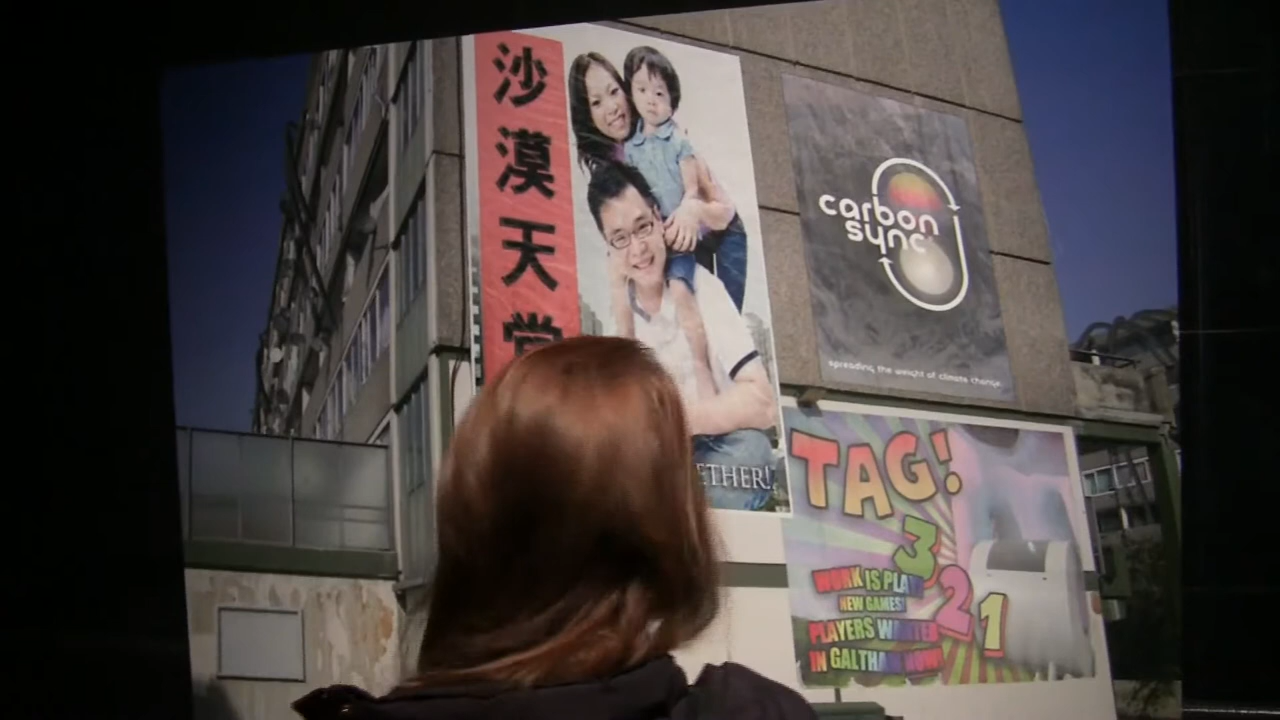 沙
漠
天
堂
ETHER!
carbon
sync
spreading the weight of climate change.
TAG!
3
2
1
WORK IS PLAY
NEW GAMES!
PLAYERS WANTED
IN GALTHAM NOW!